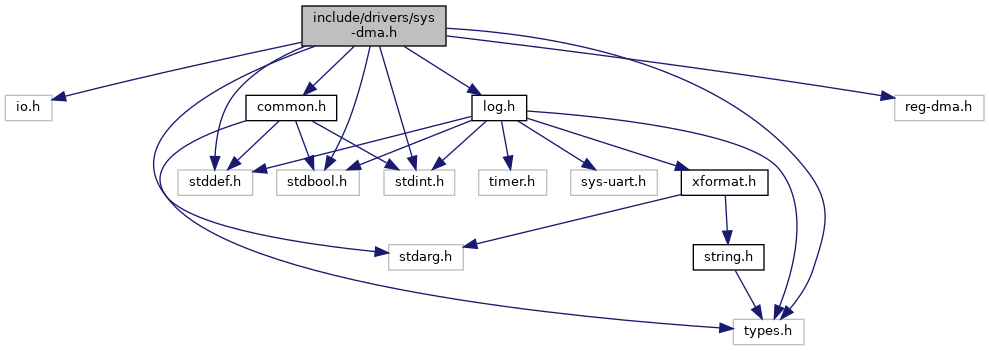 include/drivers/sys
-dma.h
io.h
common.h
log.h
reg-dma.h
stddef.h
stdbool.h
stdint.h
timer.h
sys-uart.h
xformat.h
stdarg.h
string.h
types.h